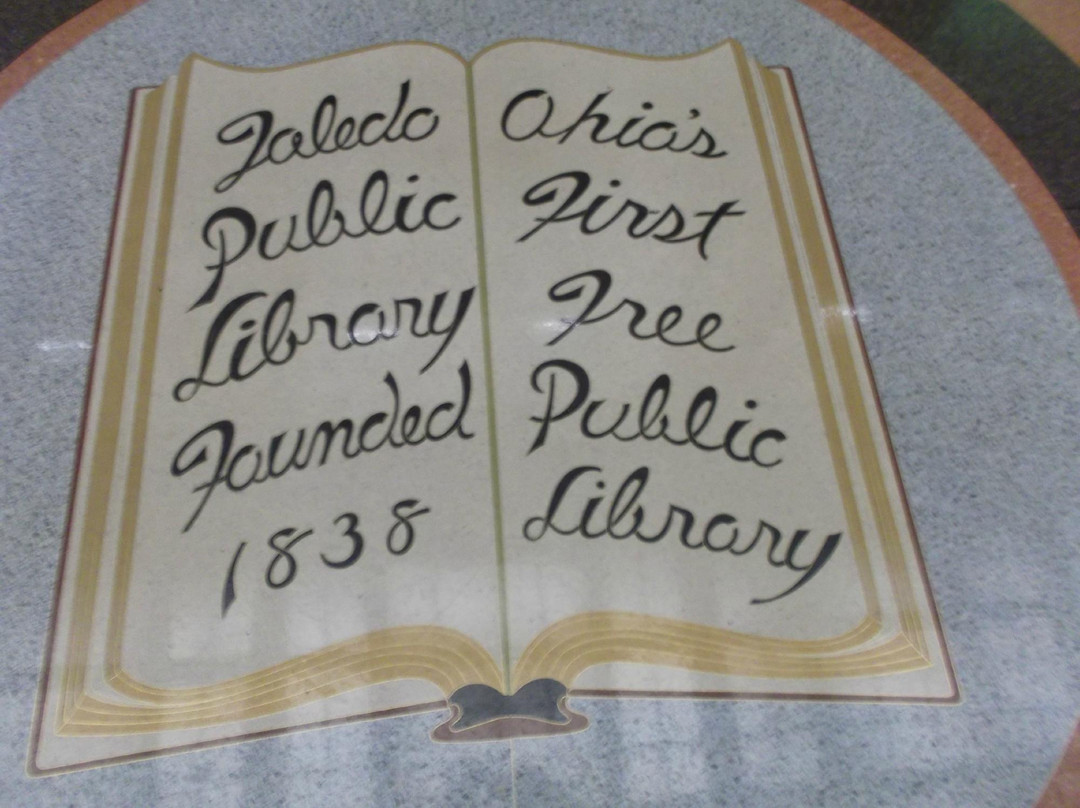 Toledo
Public
Library
Founded
1838
Ohio's
First
Free
Public
Library